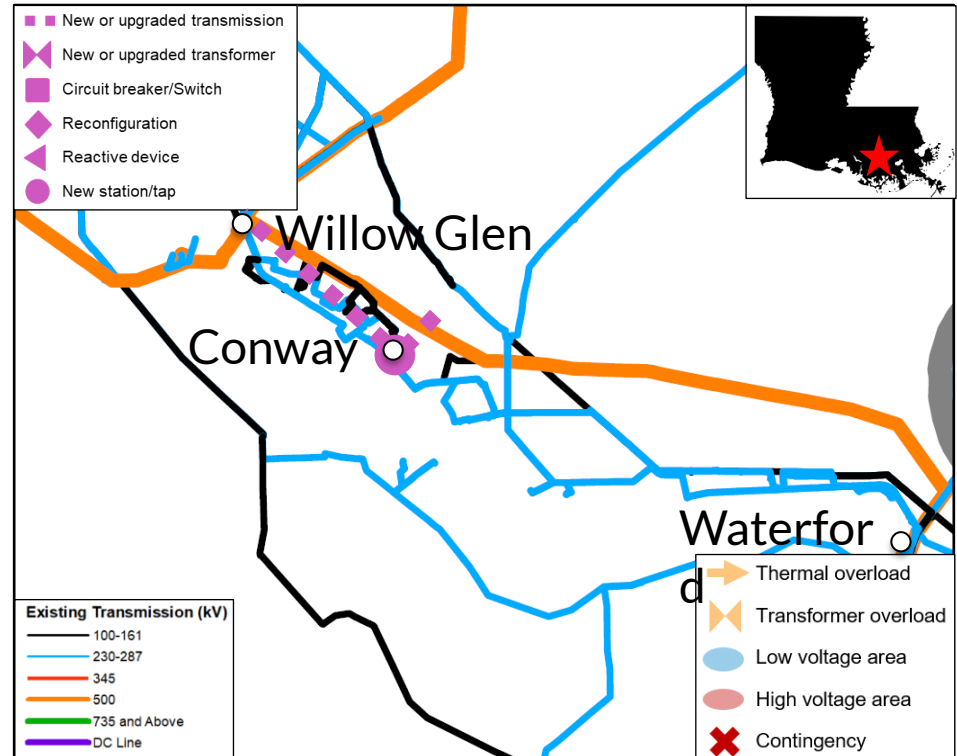 New or upgraded transmission
New or upgraded transformer
Circuit breaker/Switch
Reconfiguration
Reactive device
New station/tap
Willow Glen
Conway
Waterfor
d
Existing Transmission (kV)
100-161
230-287
345
500
735 and Above
DC Line
Thermal overload
Transformer overload
Low voltage area
High voltage area
Contingency